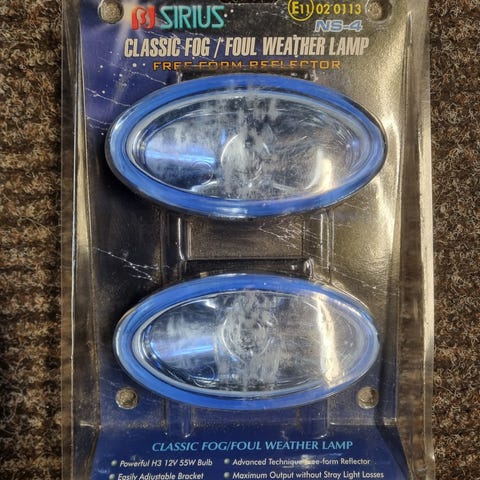 SIRIUS
E11 02 0113
NS-4
CLASSIC FOG / FOUL WEATHER LAMP
FREE FORM REFLECTOR
CLASSIC FOG/FOUL WEATHER LAMP
• Powerful H3 12V 55W Bulb • Advanced Technique Free-form Reflector
• Easily Adjustable Bracket • Maximum Output without Stray Light Losses